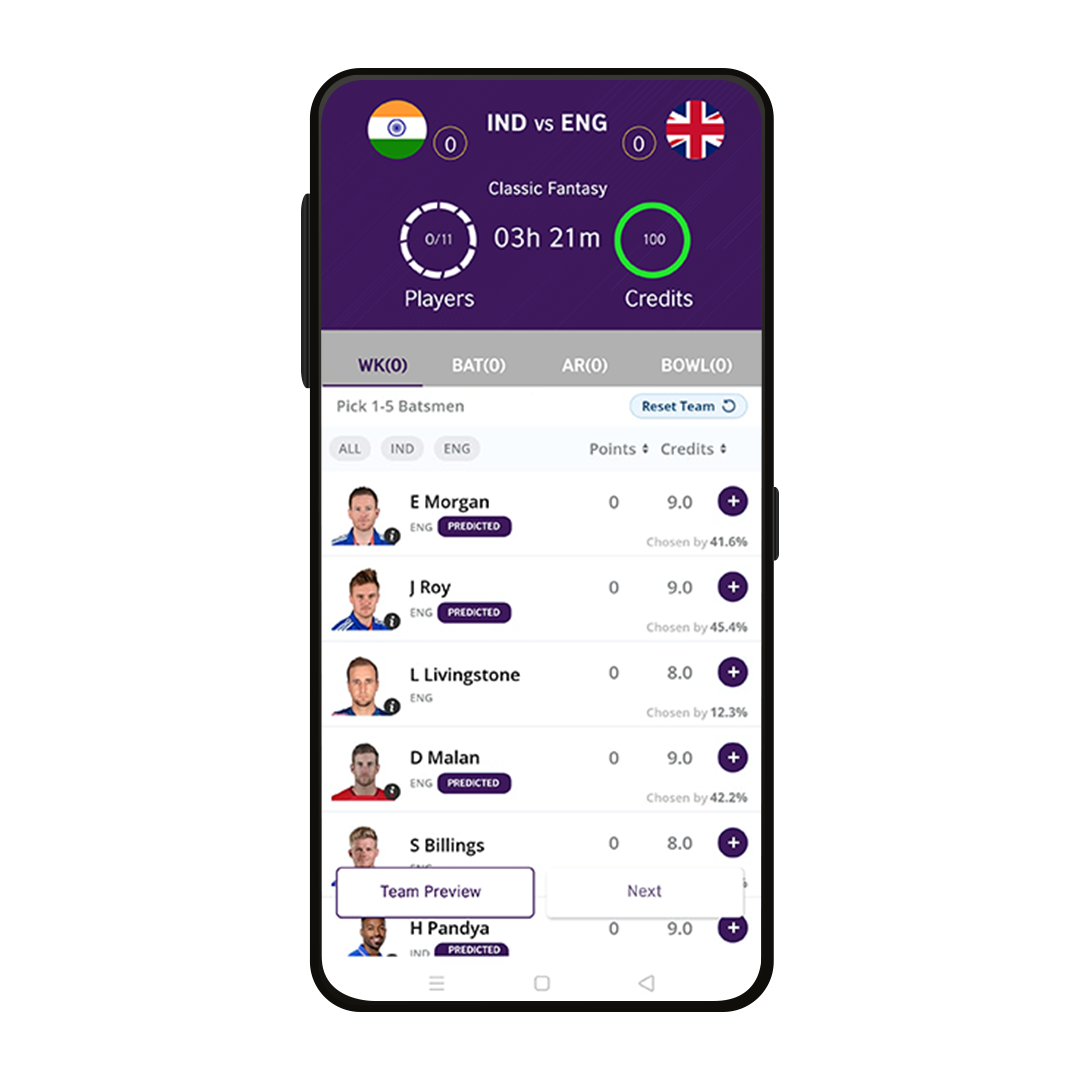 IND vs ENG
0 0
Classic Fantasy
0/11 03h 21m 100
Players Credits
WK(0) BAT(0) AR(0) BOWL(0)
Pick 1-5 Batsmen Reset Team
ALL IND ENG Points Credits
E Morgan 0 9.0 +
ENG PREDICTED
Chosen by 41.6%
J Roy 0 9.0 +
ENG PREDICTED
Chosen by 45.4%
L Livingstone 0 8.0 +
ENG
Chosen by 12.3%
D Malan 0 9.0 +
ENG PREDICTED
Chosen by 42.2%
S Billings 0 8.0 +
Team Preview Next
H Pandya 0 9.0 +
IND PREDICTED